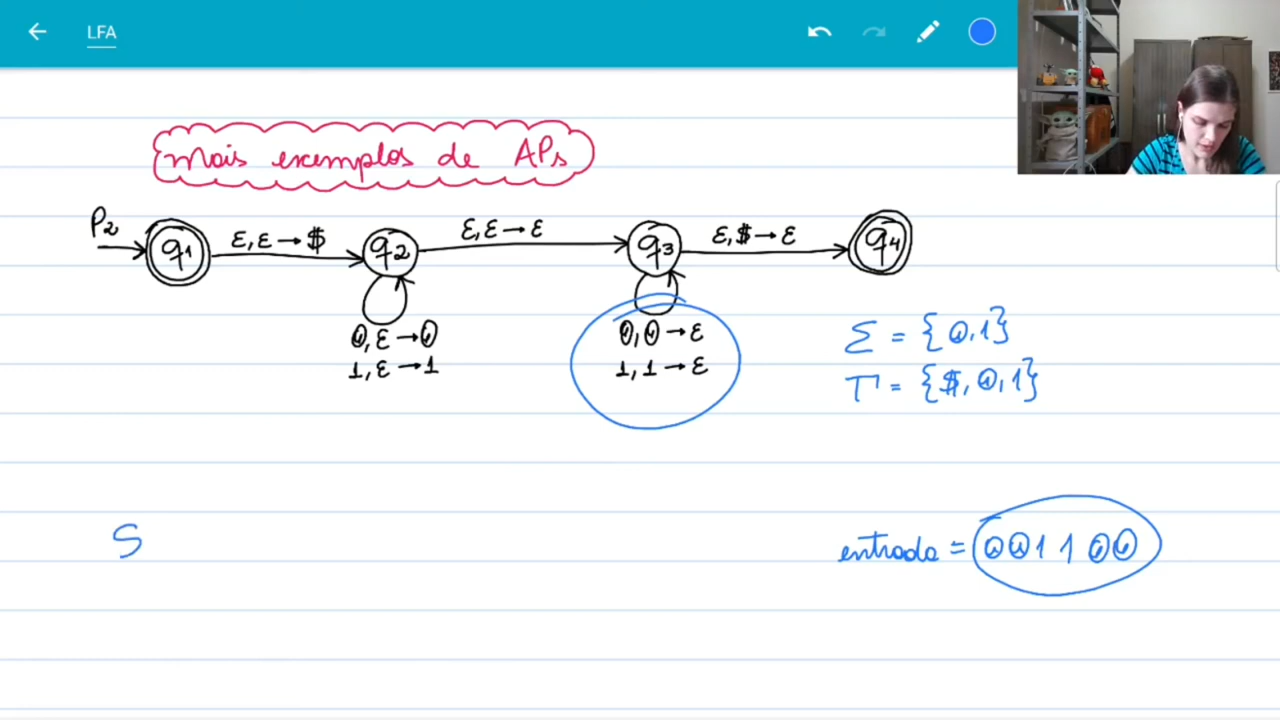 LFA
Mais exemplos de APs
P2
q1 ε,ε→$ q2 ε,ε→ε q3 ε,$→ε q4
0,ε→0
1,ε→1
0,0→ε
1,1→ε
Σ = {0,1}
Γ = {$,0,1}
S
entrada = 001100